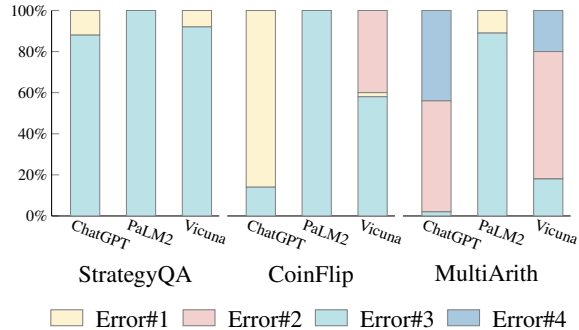 100%
80%
60%
40%
20%
0%
ChatGPT PaLM2 Vicuna ChatGPT PaLM2 Vicuna ChatGPT PaLM2 Vicuna
StrategyQA CoinFlip MultiArith
Error#1 Error#2 Error#3 Error#4